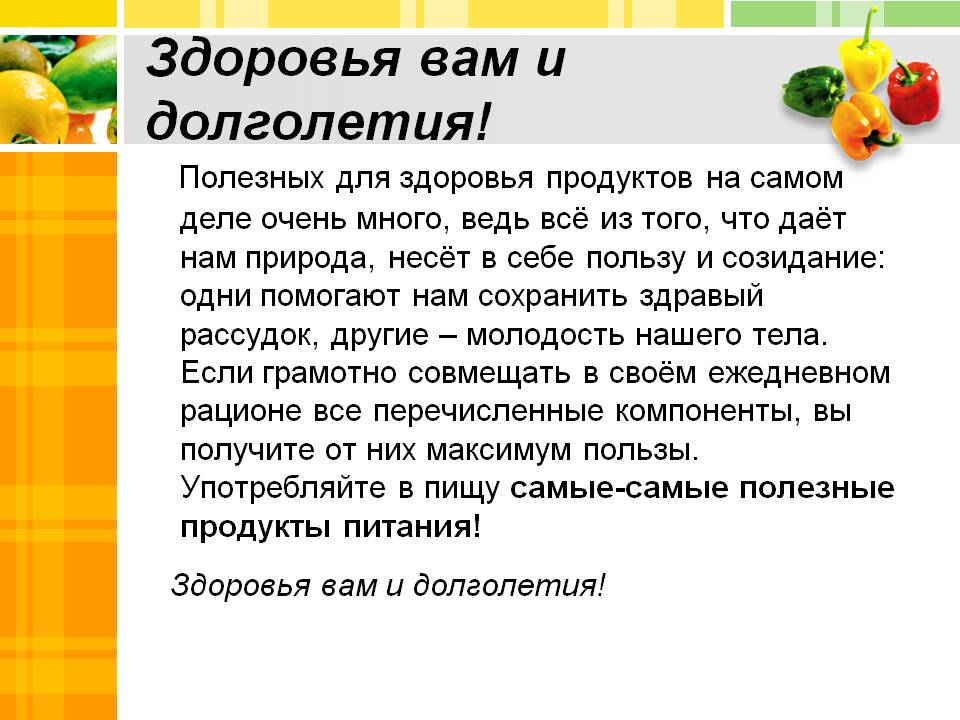 Здоровья вам и
долголетия!
Полезных для здоровья продуктов на самом
деле очень много, ведь всё из того, что даёт
нам природа, несёт в себе пользу и созидание:
одни помогают нам сохранить здравый
рассудок, другие – молодость нашего тела.
Если грамотно совмещать в своём ежедневном
рационе все перечисленные компоненты, вы
получите от них максимум пользы.
Употребляйте в пищу самые-самые полезные
продукты питания!
Здоровья вам и долголетия!